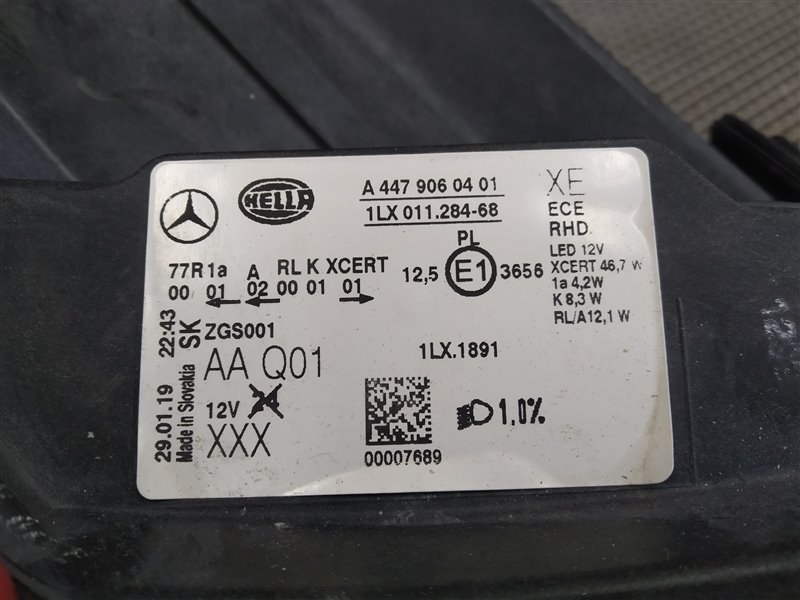 HELLA
A 447 906 04 01
1LX 011.284-68
XE
ECE
RHD
LED 12V
XCERT 46,7 W
1a 4,2W
K 8,3 W
RL/A12,1 W
77R 1a A RL K XCERT
00 01 02 00 01 01
PL
12,5 E1 3656
ZGS001
AA Q01
1LX.1891
12V 24
XXX
00007689
1.0%
29.01.19 22:43
Made in Slovakia SK